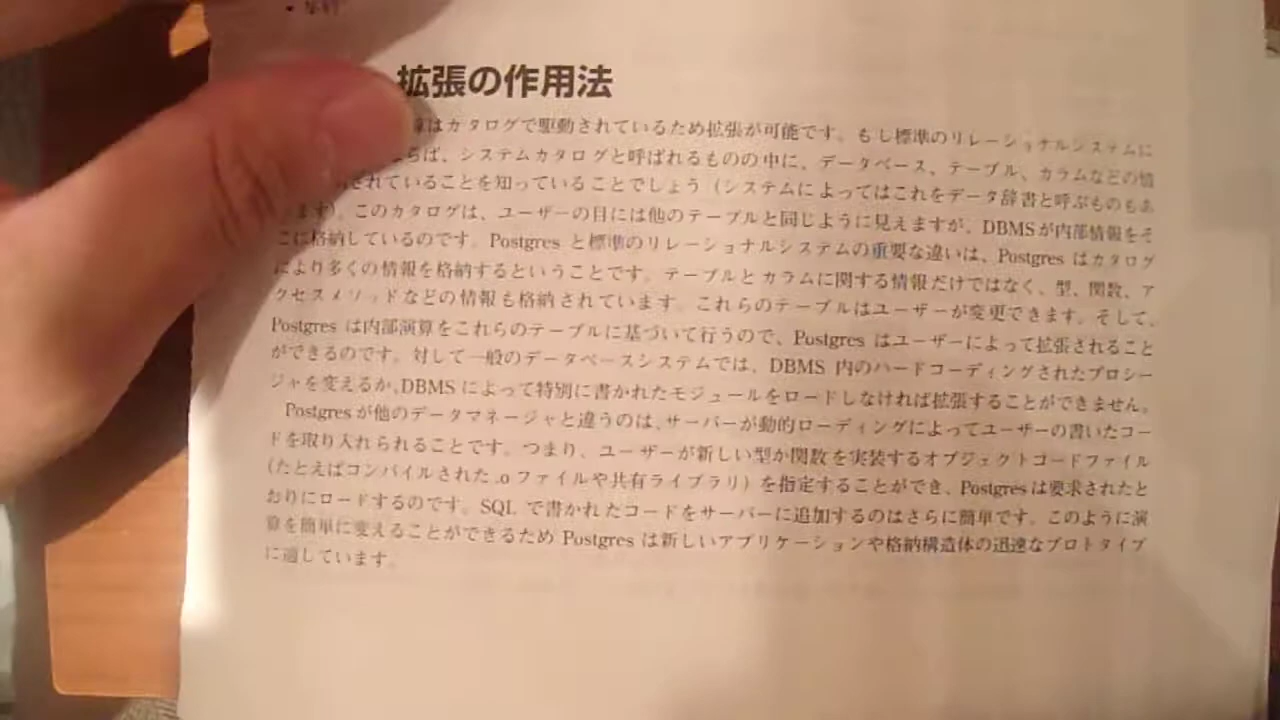 拡張の作用法
はカタログで駆動されているため拡張が可能です。もし標準のリレーショナルシステムに
らば、システムカタログと呼ばれるものの中に、データベース、テーブル、カラムなどの情
されていることを知っていることでしょう（システムによってはこれをデータ辞書と呼ぶものもあ
ます）。このカタログは、ユーザーの目には他のテーブルと同じように見えますが、DBMSが内部情報をそ
こに格納しているのです。Postgres と標準のリレーショナルシステムの重要な違いは、Postgres はカタログ
により多くの情報を格納するということです。テーブルとカラムに関する情報だけではなく、型、関数、ア
クセスメソッドなどの情報も格納されています。これらのテーブルはユーザーが変更できます。そして、
Postgres は内部演算をこれらのテーブルに基づいて行うので、Postgres はユーザーによって拡張されること
ができるのです。対して一般のデータベースシステムでは、DBMS 内のハードコーディングされたプロシー
ジャを変えるか、DBMS によって特別に書かれたモジュールをロードしなければ拡張することができません。
Postgresが他のデータマネージャと違うのは、サーバーが動的ローディングによってユーザーの書いたコー
ドを取り入れられることです。つまり、ユーザーが新しい型か関数を実装するオブジェクトコードファイル
（たとえばコンパイルされた .o ファイルや共有ライブラリ）を指定することができ、Postgresは要求されたと
おりにロードするのです。SQL で書かれたコードをサーバーに追加するのはさらに簡単です。このように演
算を簡単に変えることができるため Postgres は新しいアプリケーションや格納構造体の迅速なプロトタイプ
に適しています。